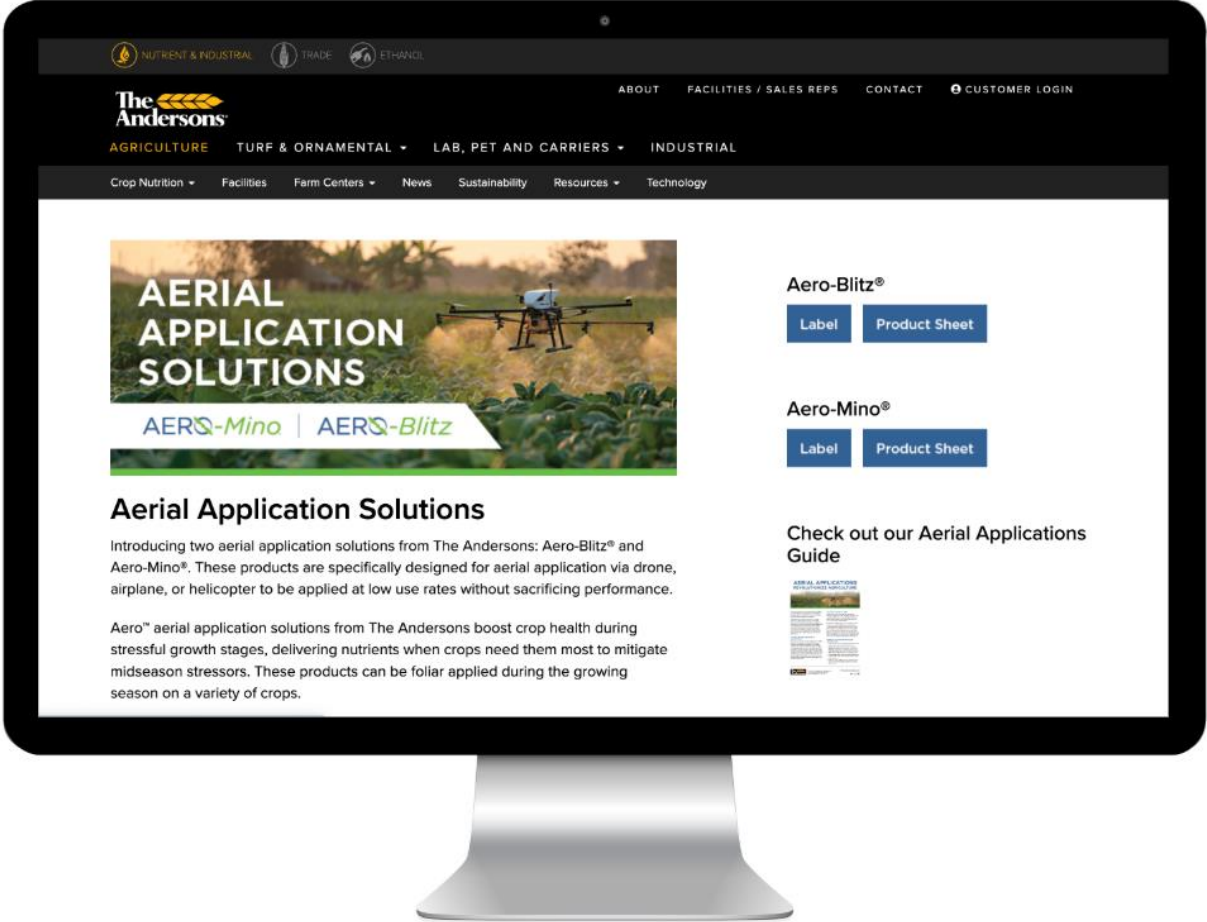 NUTRIENT & INDUSTRIAL TRADE ETHANOL
The Andersons
ABOUT FACILITIES / SALES REPS CONTACT CUSTOMER LOGIN
AGRICULTURE TURF & ORNAMENTAL LAB, PET AND CARRIERS INDUSTRIAL
Crop Nutrition Facilities Farm Centers News Sustainability Resources Technology
AERIAL
APPLICATION
SOLUTIONS
AERO-Mino | AERO-Blitz
Aerial Application Solutions
Introducing two aerial application solutions from The Andersons: Aero-Blitz® and
Aero-Mino®. These products are specifically designed for aerial application via drone,
airplane, or helicopter to be applied at low use rates without sacrificing performance.
Aero™ aerial application solutions from The Andersons boost crop health during
stressful growth stages, delivering nutrients when crops need them most to mitigate
midseason stressors. These products can be foliar applied during the growing
season on a variety of crops.
Aero-Blitz®
Label Product Sheet
Aero-Mino®
Label Product Sheet
Check out our Aerial Applications
Guide
AERIAL APPLICATIONS
REVOLUTIONIZE AGRICULTURE